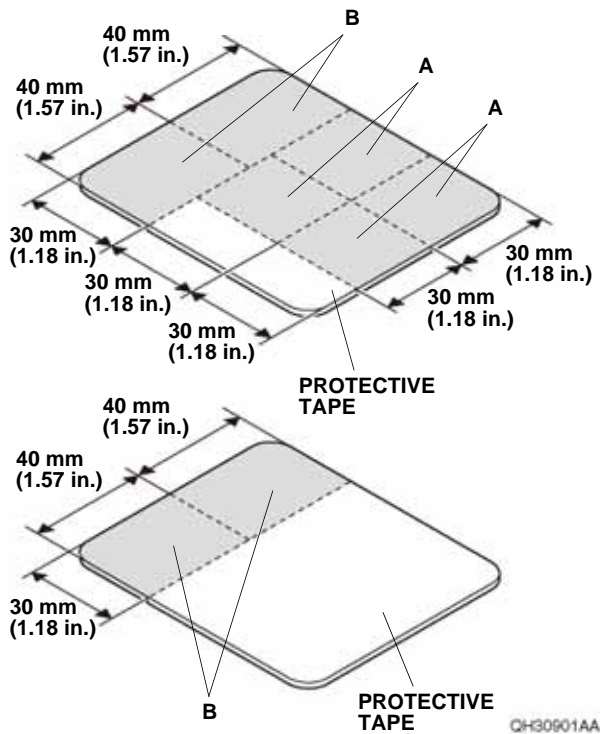 40 mm
(1.57 in.)
B
40 mm
(1.57 in.)
A
A
30 mm
(1.18 in.)
30 mm
(1.18 in.)
30 mm
(1.18 in.)
30 mm
(1.18 in.)
30 mm
(1.18 in.)
PROTECTIVE
TAPE
40 mm
(1.57 in.)
40 mm
(1.57 in.)
30 mm
(1.18 in.)
B
PROTECTIVE
TAPE
QH30901AA